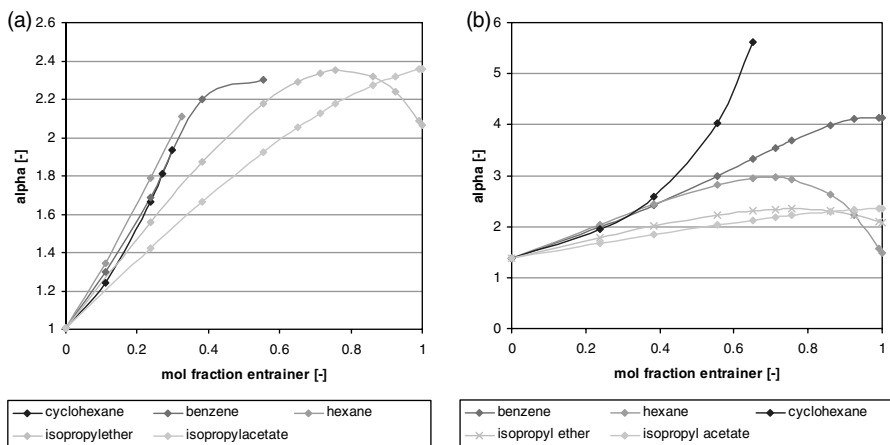 (a)
2.6
2.4
2.2
2
1.8
1.6
1.4
1.2
1
alpha [-]
0 0.2 0.4 0.6 0.8 1
mol fraction entrainer [-]
cyclohexane benzene hexane
isopropylether isopropylacetate
(b)
6
5
4
3
2
1
0
alpha [-]
0 0.2 0.4 0.6 0.8 1
mol fraction entrainer [-]
benzene hexane cyclohexane
isopropyl ether isopropyl acetate